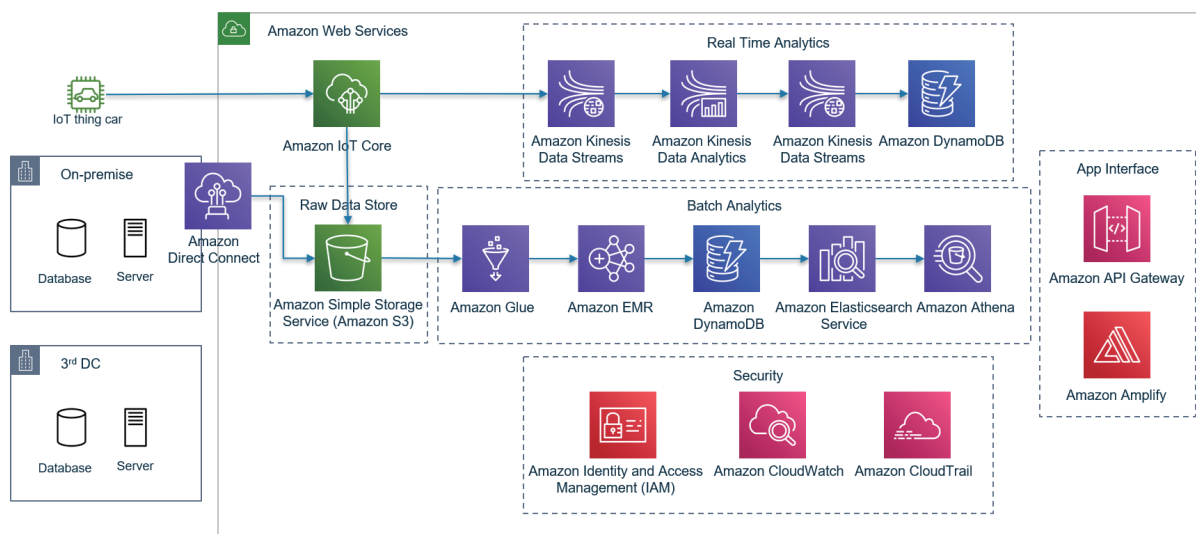 Amazon Web Services
Real Time Analytics
IoT thing car
Amazon IoT Core
Amazon Kinesis
Data Streams
Amazon Kinesis
Data Analytics
Amazon Kinesis
Data Streams
Amazon DynamoDB
On-premise
Database
Server
Amazon
Direct Connect
Raw Data Store
Amazon Simple Storage
Service (Amazon S3)
Batch Analytics
Amazon Glue
Amazon EMR
Amazon
DynamoDB
Amazon Elasticsearch
Service
Amazon Athena
App Interface
Amazon API Gateway
Amazon Amplify
3rd DC
Database
Server
Security
Amazon Identity and Access
Management (IAM)
Amazon CloudWatch
Amazon CloudTrail